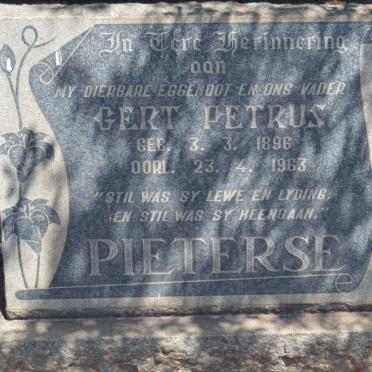 In Tere Herinnering
aan
MY DIERBARE EGGENOOT EN ONS VADER
GERT PETRUS
GEB. 3. 3. 1896
OORL. 23. 4. 1963
"STIL WAS SY LEWE EN LYDING,
EN STIL WAS SY HEENGAAN."
PIETERSE